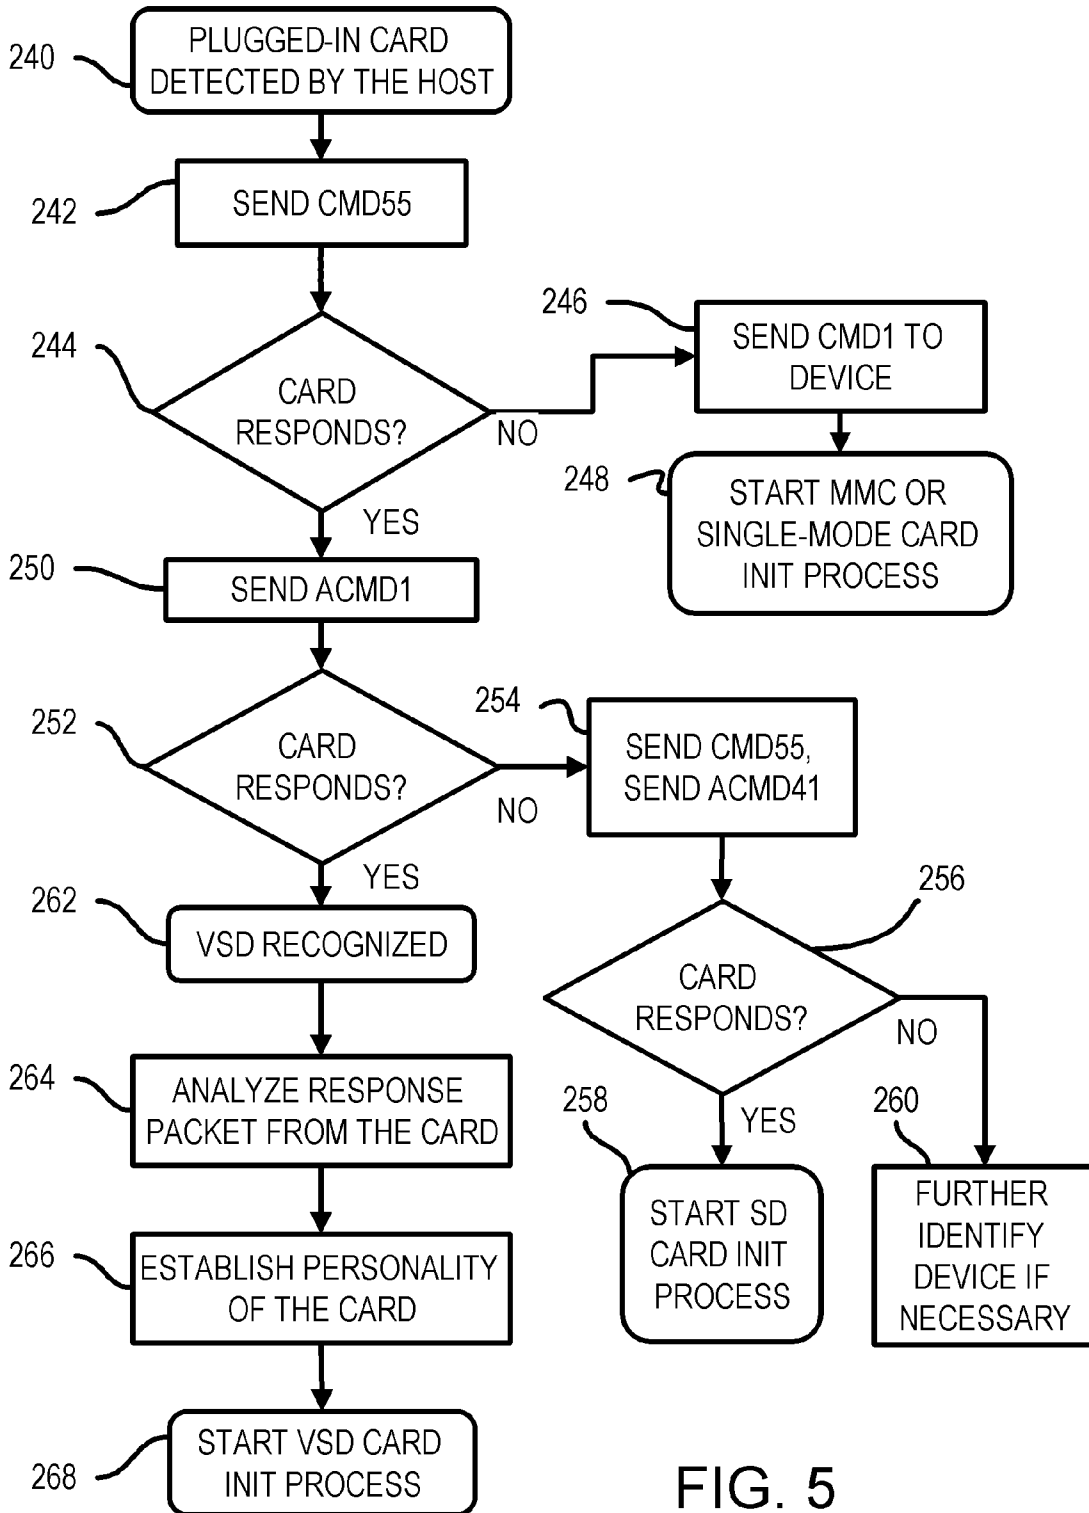 240
PLUGGED-IN CARD
DETECTED BY THE HOST
242
SEND CMD55
244
CARD
RESPONDS?
NO
YES
246
SEND CMD1 TO
DEVICE
248
START MMC OR
SINGLE-MODE CARD
INIT PROCESS
250
SEND ACMD1
252
CARD
RESPONDS?
NO
YES
254
SEND CMD55,
SEND ACMD41
256
CARD
RESPONDS?
NO
YES
258
START SD
CARD INIT
PROCESS
260
FURTHER
IDENTIFY
DEVICE IF
NECESSARY
262
VSD RECOGNIZED
264
ANALYZE RESPONSE
PACKET FROM THE CARD
266
ESTABLISH PERSONALITY
OF THE CARD
268
START VSD CARD
INIT PROCESS
FIG. 5